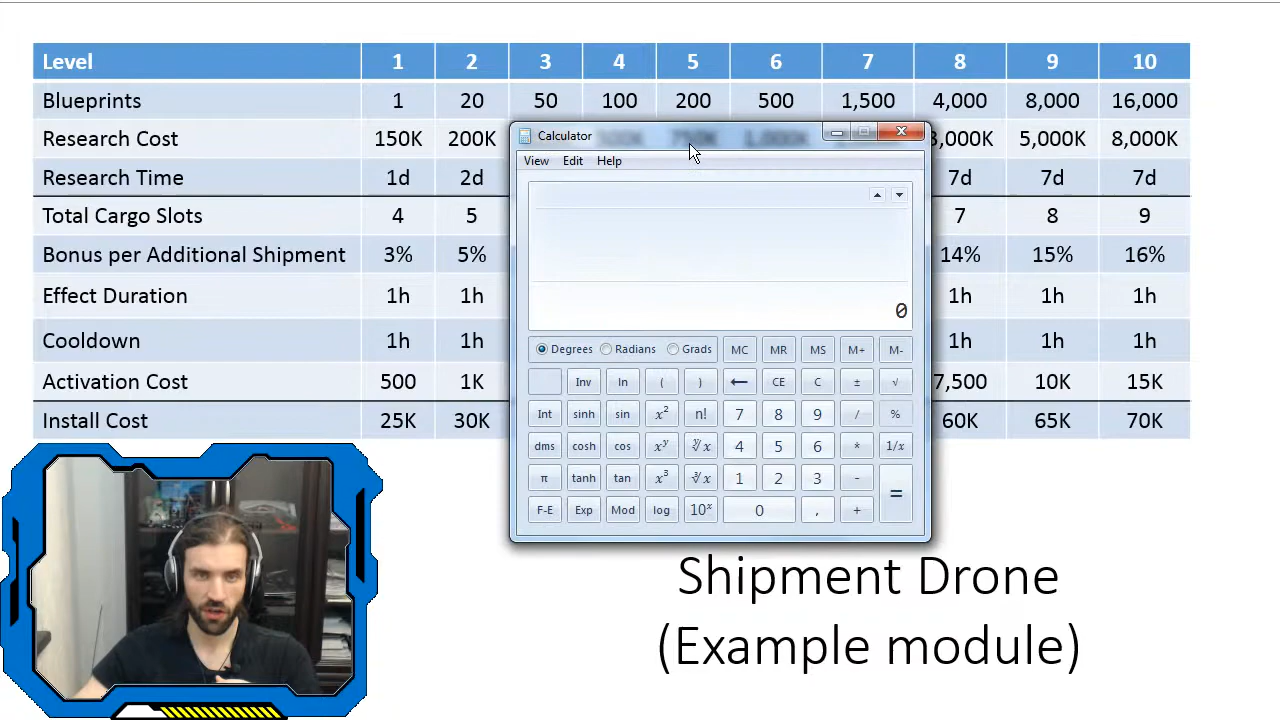 Level 1 2 3 4 5 6 7 8 9 10
Blueprints 1 20 50 100 200 500 1,500 4,000 8,000 16,000
Research Cost 150K 200K 750K 1,000K 3,000K 5,000K 8,000K
Research Time 1d 2d 7d 7d 7d
Total Cargo Slots 4 5 7 8 9
Bonus per Additional Shipment 3% 5% 14% 15% 16%
Effect Duration 1h 1h 1h 1h 1h
Cooldown 1h 1h 1h 1h 1h
Activation Cost 500 1K 7,500 10K 15K
Install Cost 25K 30K 60K 65K 70K
Calculator
View Edit Help
0
Degrees Radians Grads MC MR MS M+ M-
Inv ln ( ) ← CE C ± √
Int sinh sin x² n! 7 8 9 / %
dms cosh cos xʸ ʸ√x 4 5 6 * 1/x
π tanh tan x³ ³√x 1 2 3 - =
F-E Exp Mod log 10ˣ 0 , +
Shipment Drone
(Example module)